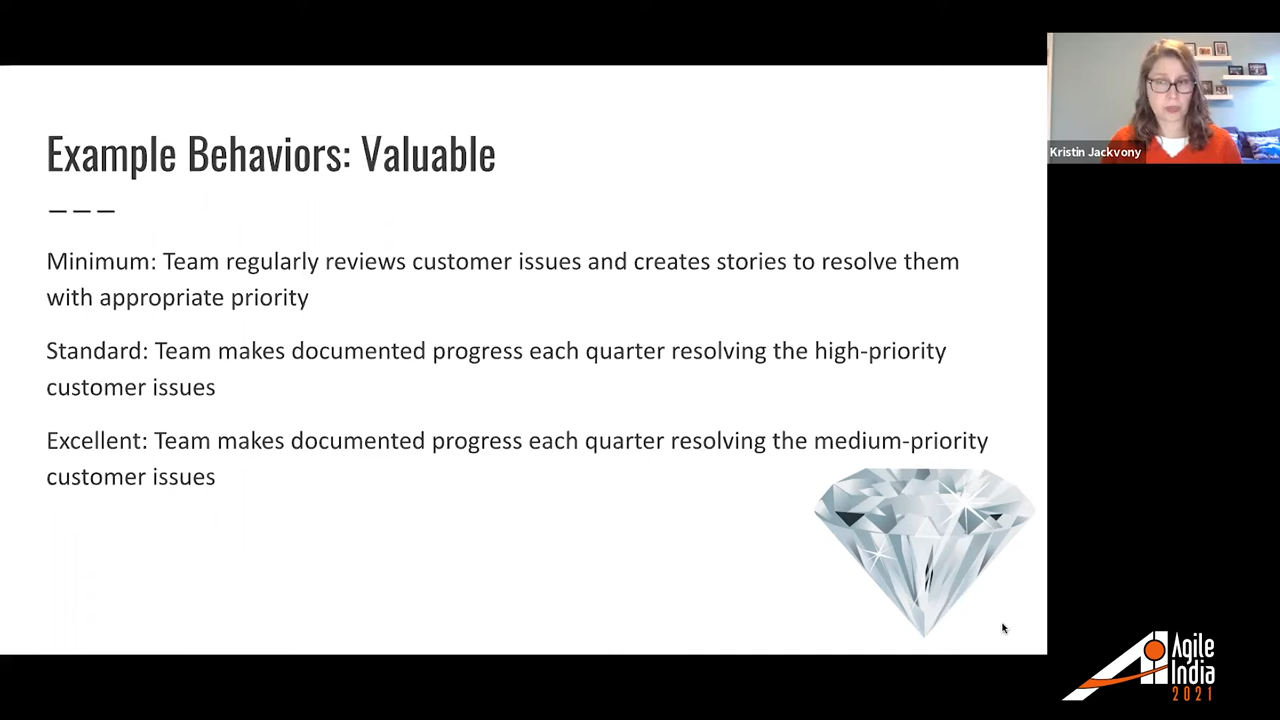 Example Behaviors: Valuable
Minimum: Team regularly reviews customer issues and creates stories to resolve them
with appropriate priority
Standard: Team makes documented progress each quarter resolving the high-priority
customer issues
Excellent: Team makes documented progress each quarter resolving the medium-priority
customer issues
Kristin Jackvony
Agile
India
2021